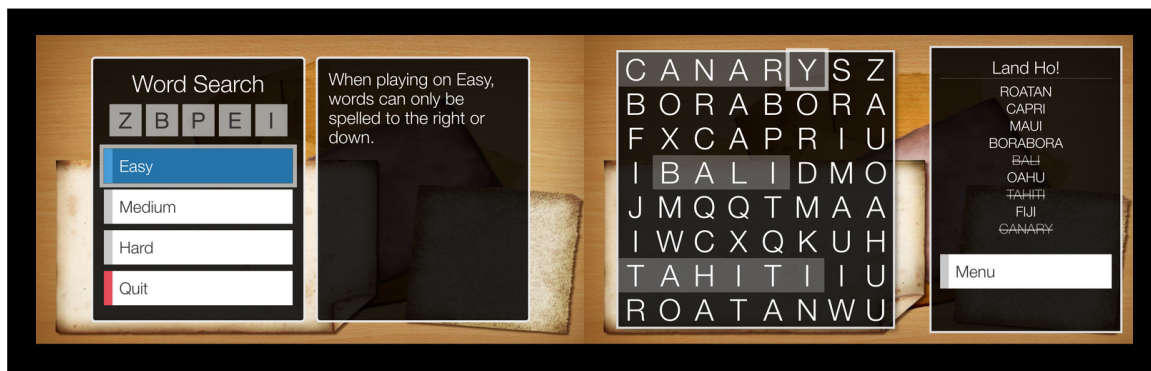 Word Search
Z B P E I
Easy
Medium
Hard
Quit
When playing on Easy,
words can only be
spelled to the right or
down.
C A N A R Y S Z
B O R A B O R A
F X C A P R I U
I B A L I D M O
J M Q Q T M A A
I W C X Q K U H
T A H I T I I U
R O A T A N W U
Land Ho!
ROATAN
CAPRI
MAUI
BORABORA
BALI
OAHU
TAHITI
FIJI
CANARY
Menu